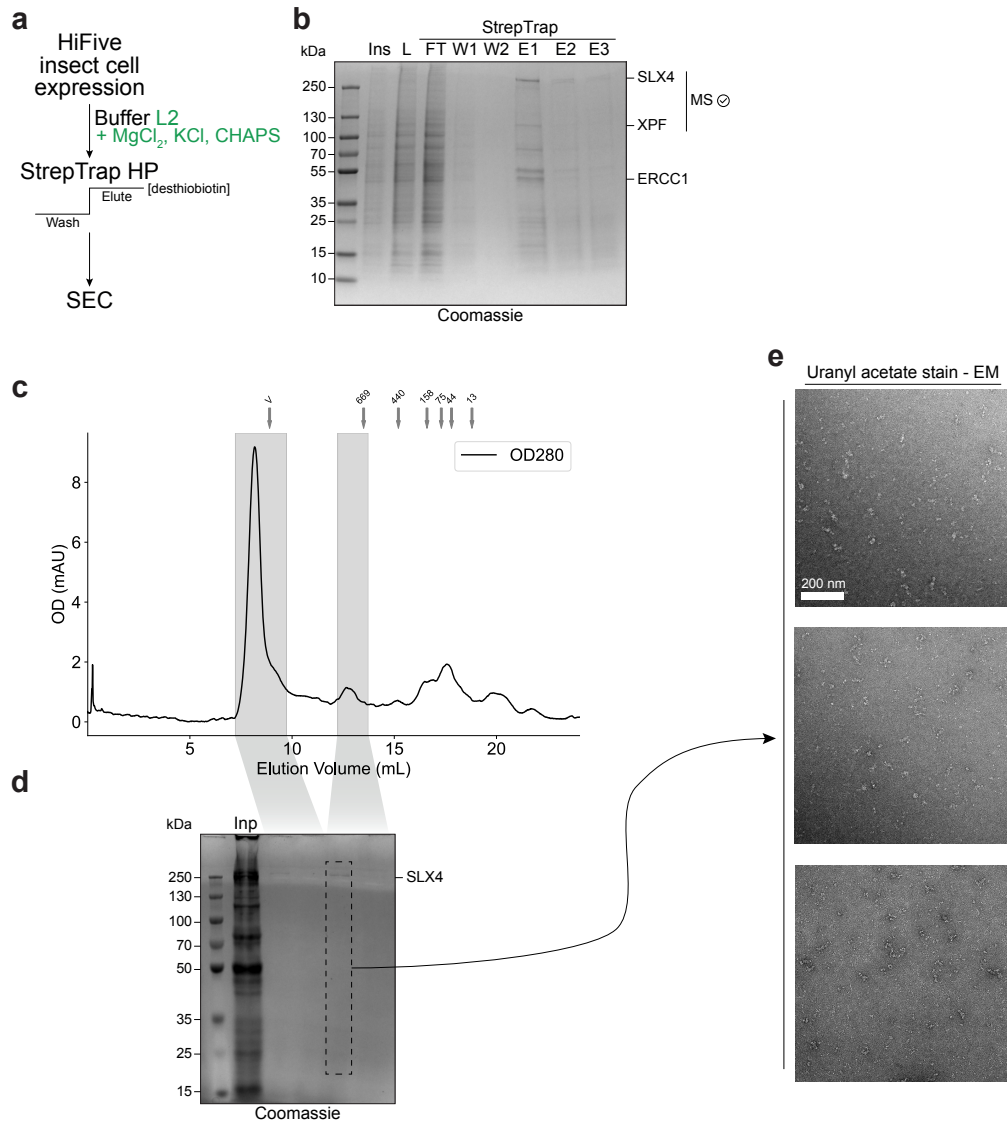 a
HiFive
insect cell
expression
Buffer L2
+ MgCl2, KCl, CHAPS
StrepTrap HP
Elute
[desthiobiotin]
Wash
SEC
b
StrepTrap
kDa
Ins L FT W1 W2 E1 E2 E3
250
130
100
70
55
35
25
15
10
SLX4
XPF
ERCC1
MS
Coomassie
c
V 669 440 158 75 44 13
OD280
OD (mAU)
8
6
4
2
0
5 10 15 20
Elution Volume (mL)
d
kDa
Inp
250
130
100
70
50
35
25
15
SLX4
Coomassie
e
Uranyl acetate stain - EM
200 nm